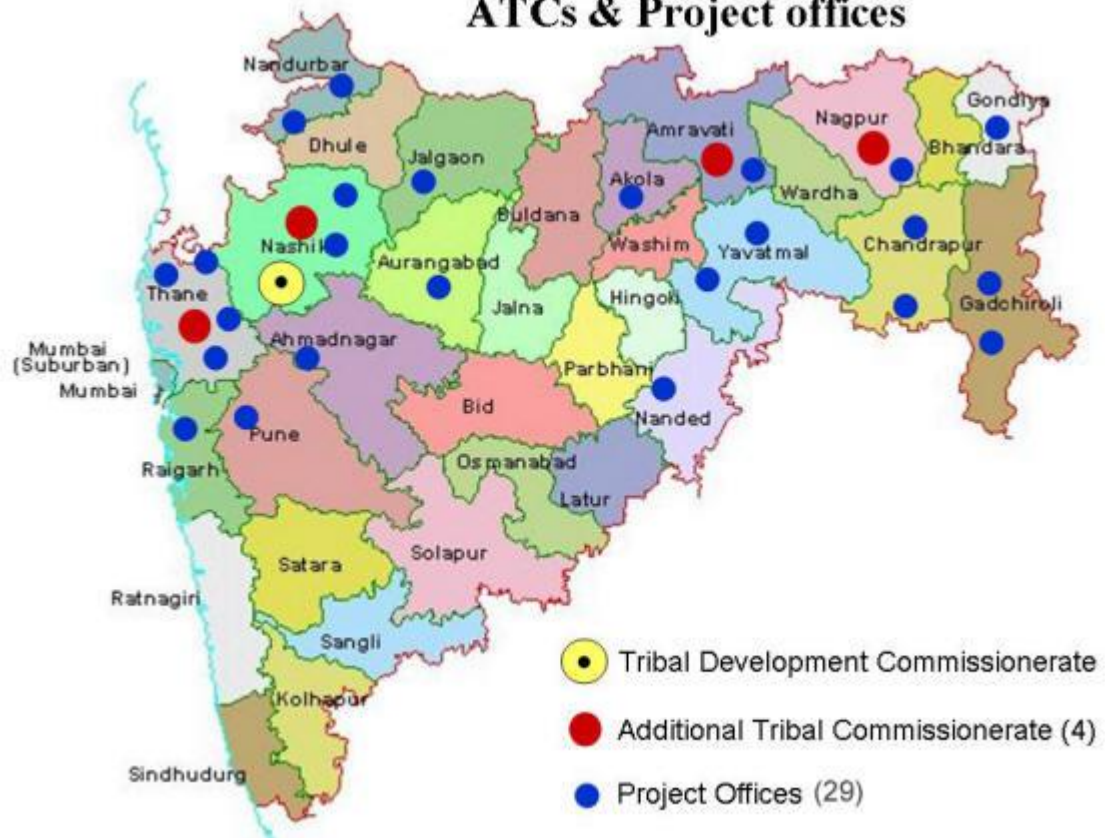 ATCs & Project offices
Nandurbar
Dhule
Jalgaon
Buldana
Akola
Amravati
Nagpur
Gondiya
Bhandara
Wardha
Nashik
Aurangabad
Washim
Yavatmal
Chandrapur
Thane
Jalna
Hingoli
Gadchiroli
Mumbai
(Suburban)
Mumbai
Ahmadnagar
Parbhani
Bid
Nanded
Pune
Raigarh
Osmanabad
Latur
Solapur
Satara
Ratnagiri
Sangli
Kolhapur
Sindhudurg
Tribal Development Commissionerate
Additional Tribal Commissionerate (4)
Project Offices (29)